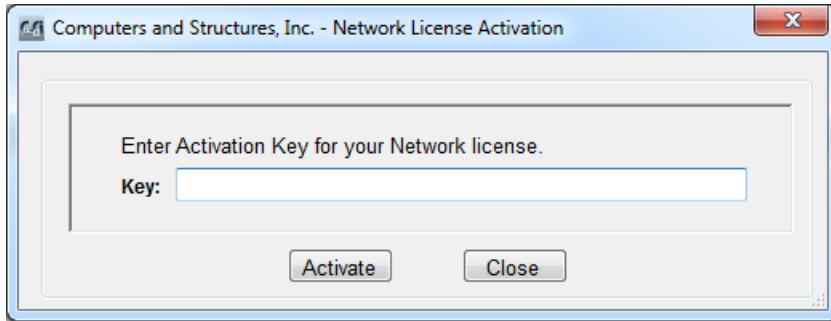 Computers and Structures, Inc. - Network License Activation
Enter Activation Key for your Network license.
Key:
Activate Close